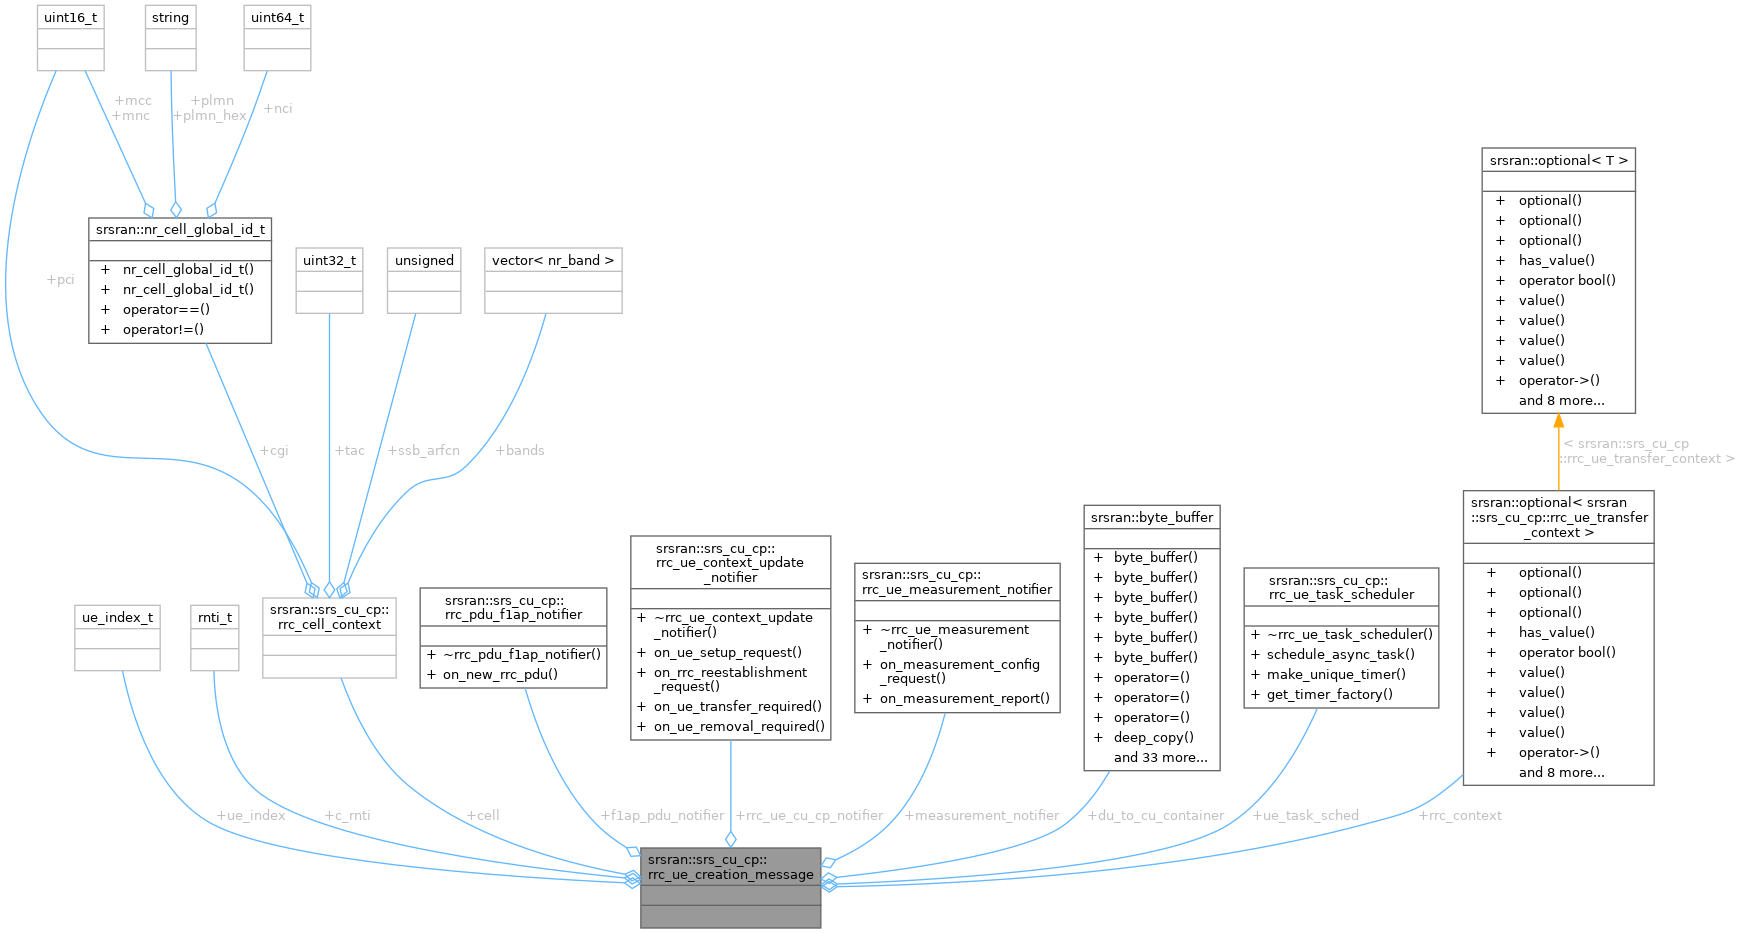 uint16_t
string
uint64_t
+mcc
+mnc
+plmn
+plmn_hex
+nci
srsran::optional< T >
+ optional()
+ optional()
+ optional()
+ has_value()
+ operator bool()
+ value()
+ value()
+ value()
+ value()
+ operator->()
and 8 more...
srsran::nr_cell_global_id_t
+ nr_cell_global_id_t()
+ nr_cell_global_id_t()
+ operator==()
+ operator!=()
+pci
uint32_t
unsigned
vector< nr_band >
+cgi
+tac
+ssb_arfcn
+bands
< srsran::srs_cu_cp
::rrc_ue_transfer_context >
ue_index_t
rnti_t
srsran::srs_cu_cp::
rrc_cell_context
srsran::srs_cu_cp::
rrc_pdu_f1ap_notifier
+ ~rrc_pdu_f1ap_notifier()
+ on_new_rrc_pdu()
srsran::srs_cu_cp::
rrc_ue_context_update
_notifier
+ ~rrc_ue_context_update
_notifier()
+ on_ue_setup_request()
+ on_rrc_reestablishment
_request()
+ on_ue_transfer_required()
+ on_ue_removal_required()
srsran::srs_cu_cp::
rrc_ue_measurement_notifier
+ ~rrc_ue_measurement
_notifier()
+ on_measurement_config
_request()
+ on_measurement_report()
srsran::byte_buffer
+ byte_buffer()
+ byte_buffer()
+ byte_buffer()
+ byte_buffer()
+ byte_buffer()
+ byte_buffer()
+ operator=()
+ operator=()
+ operator=()
+ deep_copy()
and 33 more...
srsran::srs_cu_cp::
rrc_ue_task_scheduler
+ ~rrc_ue_task_scheduler()
+ schedule_async_task()
+ make_unique_timer()
+ get_timer_factory()
srsran::optional< srsran
::srs_cu_cp::rrc_ue_transfer
_context >
+ optional()
+ optional()
+ optional()
+ has_value()
+ operator bool()
+ value()
+ value()
+ value()
+ value()
+ operator->()
and 8 more...
+ue_index
+c_rnti
+cell
+f1ap_pdu_notifier
+rrc_ue_cu_cp_notifier
+measurement_notifier
+du_to_cu_container
+ue_task_sched
+rrc_context
srsran::srs_cu_cp::
rrc_ue_creation_message